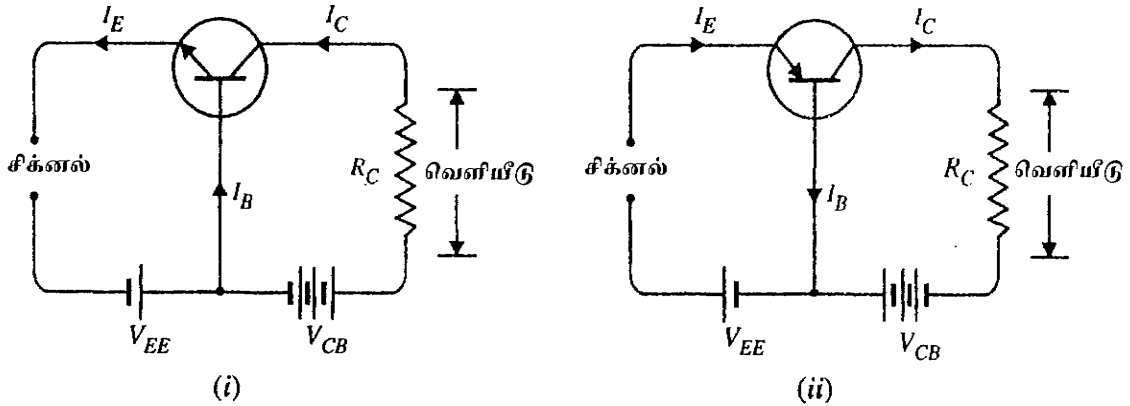 I_E
I_C
சிக்னல்
R_C
வெளியீடு
I_B
V_EE
V_CB
(i)
I_E
I_C
சிக்னல்
R_C
வெளியீடு
I_B
V_EE
V_CB
(ii)